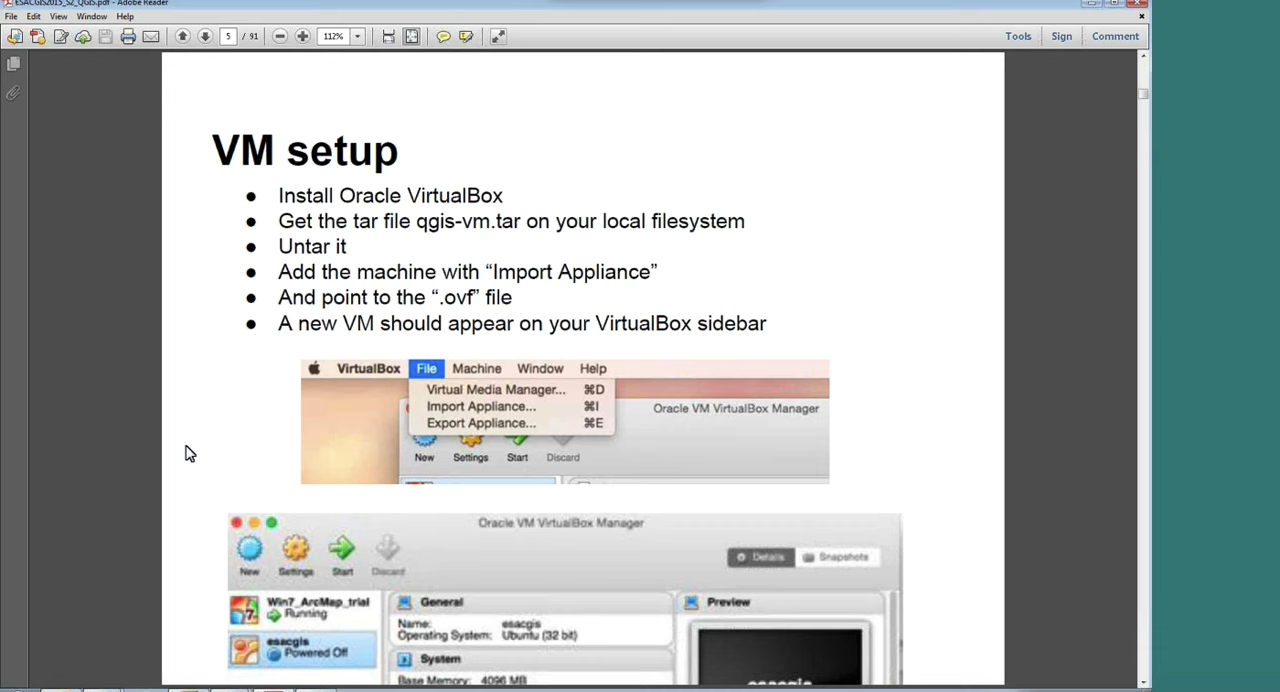 ESACGIS2015_S2_QGIS.pdf - Adobe Reader
File Edit View Window Help
5 / 91 112% Tools Sign Comment
VM setup
● Install Oracle VirtualBox
● Get the tar file qgis-vm.tar on your local filesystem
● Untar it
● Add the machine with “Import Appliance”
● And point to the “.ovf” file
● A new VM should appear on your VirtualBox sidebar
VirtualBox File Machine Window Help
Virtual Media Manager... ⌘D
Import Appliance... ⌘I
Export Appliance... ⌘E
Oracle VM VirtualBox Manager
New Settings Start Discard
Oracle VM VirtualBox Manager
New Settings Start Discard
Details Snapshots
Win7_ArcMap_trial
Running
esacgis
Powered Off
General
Name: esacgis
Operating System: Ubuntu (32 bit)
System
Base Memory: 4096 MB
Preview
esacgis